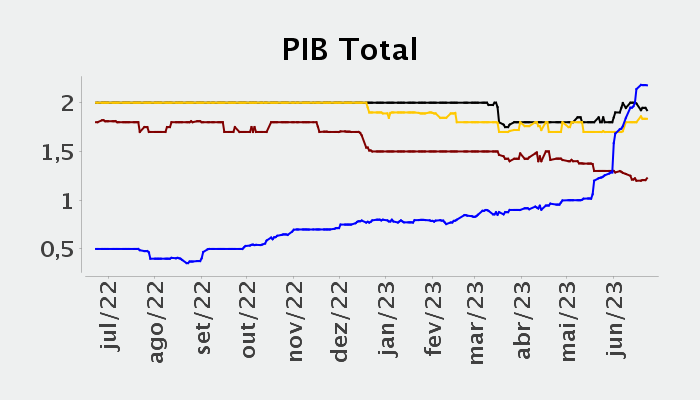 PIB Total
2
1,5
1
0,5
jul/22
ago/22
set/22
out/22
nov/22
dez/22
jan/23
fev/23
mar/23
abr/23
mai/23
jun/23